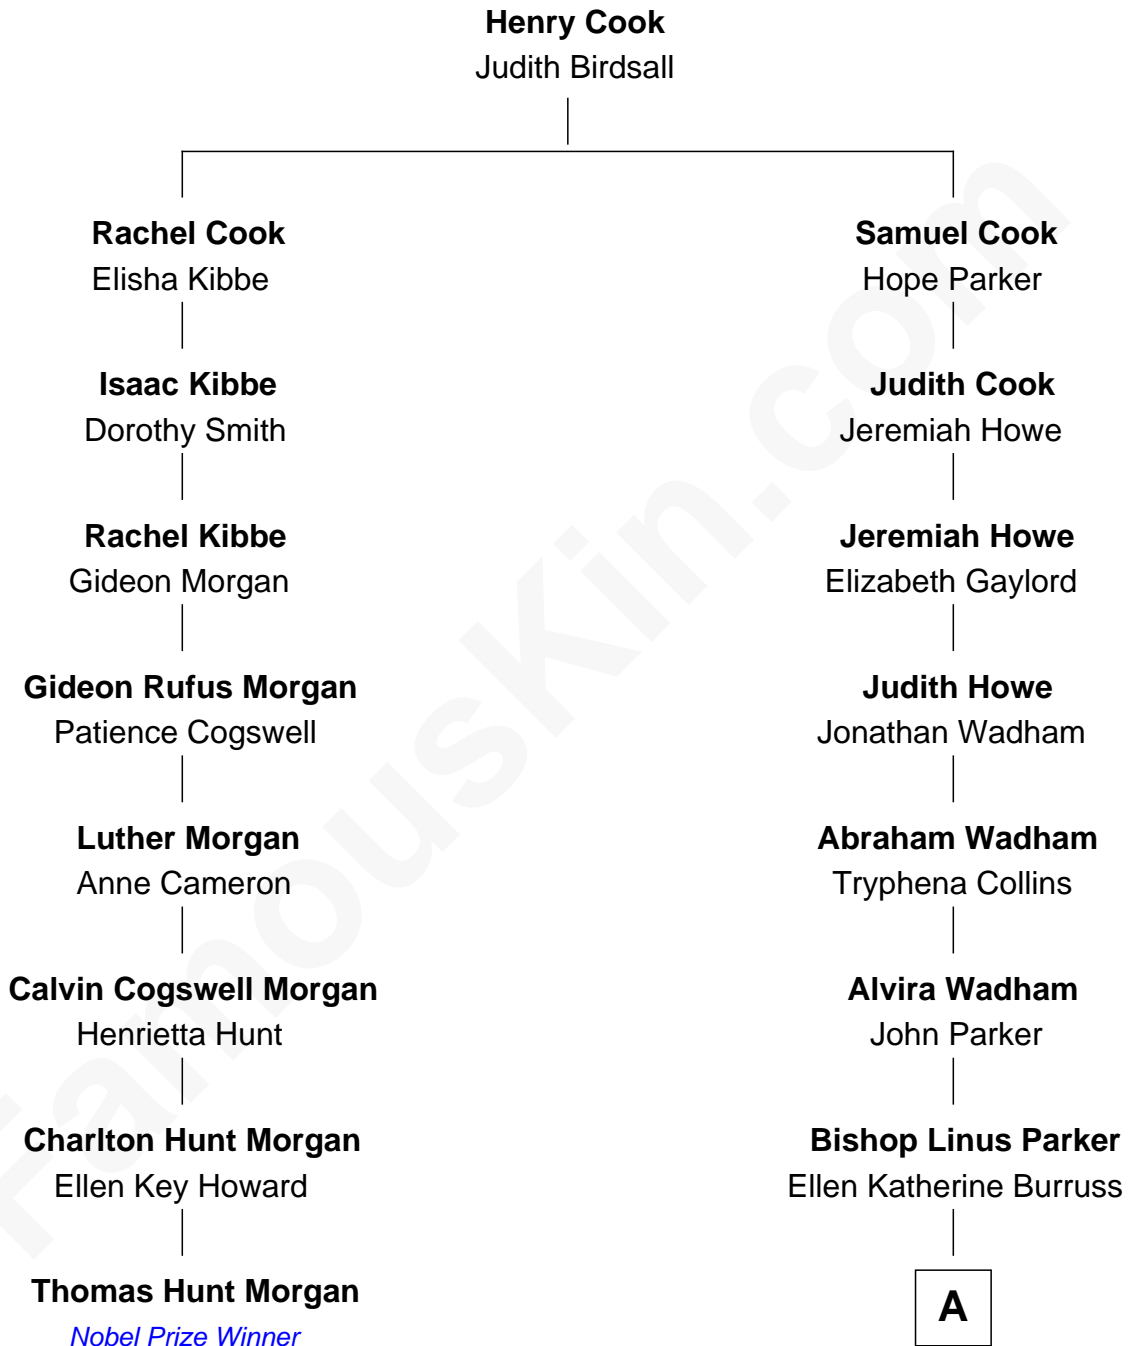 Henry Cook
Judith Birdsall
Rachel Cook
Elisha Kibbe
Samuel Cook
Hope Parker
Isaac Kibbe
Dorothy Smith
Judith Cook
Jeremiah Howe
Rachel Kibbe
Gideon Morgan
Jeremiah Howe
Elizabeth Gaylord
Gideon Rufus Morgan
Patience Cogswell
Judith Howe
Jonathan Wadham
Luther Morgan
Anne Cameron
Abraham Wadham
Tryphena Collins
Calvin Cogswell Morgan
Henrietta Hunt
Alvira Wadham
John Parker
Charlton Hunt Morgan
Ellen Key Howard
Bishop Linus Parker
Ellen Katherine Burruss
Thomas Hunt Morgan
Nobel Prize Winner
A
FamousKin.com